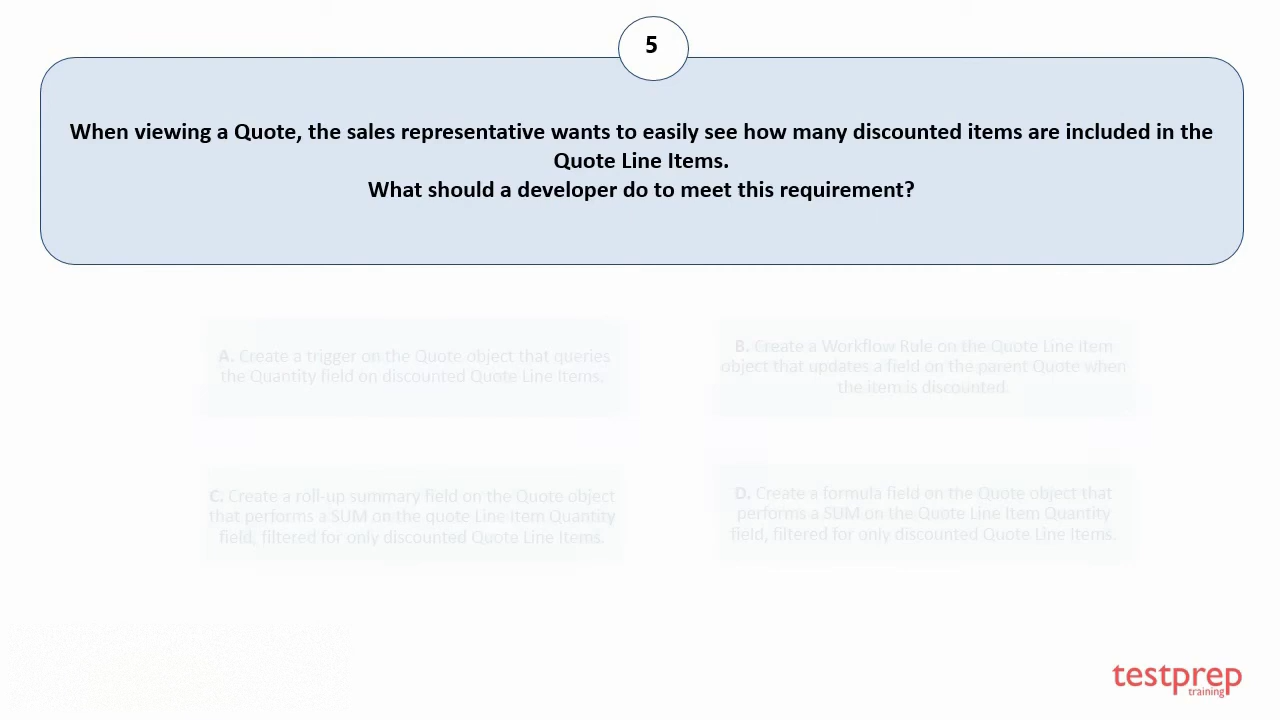 5
When viewing a Quote, the sales representative wants to easily see how many discounted items are included in the
Quote Line Items.
What should a developer do to meet this requirement?
A. Create a trigger on the Quote object that queries
the Quantity field on discounted Quote Line Items.
B. Create a Workflow Rule on the Quote Line Item
object that updates a field on the parent Quote when
the item is discounted.
C. Create a roll-up summary field on the Quote object
that performs a SUM on the quote Line Item Quantity
field, filtered for only discounted Quote Line Items.
D. Create a formula field on the Quote object that
performs a SUM on the Quote Line Item Quantity
field, filtered for only discounted Quote Line Items.
testprep
training